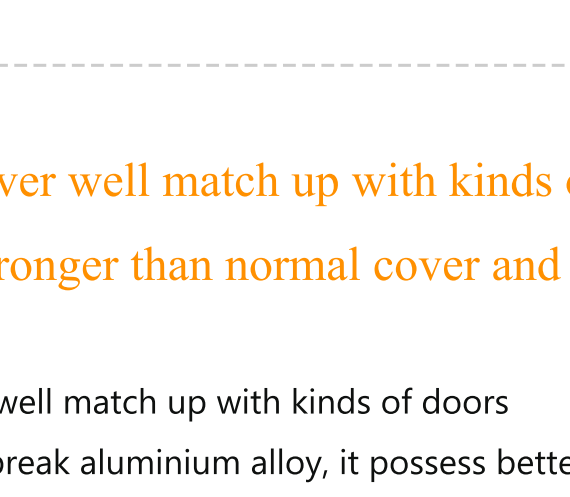 ver well match up with kinds
ronger than normal cover and
well match up with kinds of doors
break aluminium alloy, it possess bette